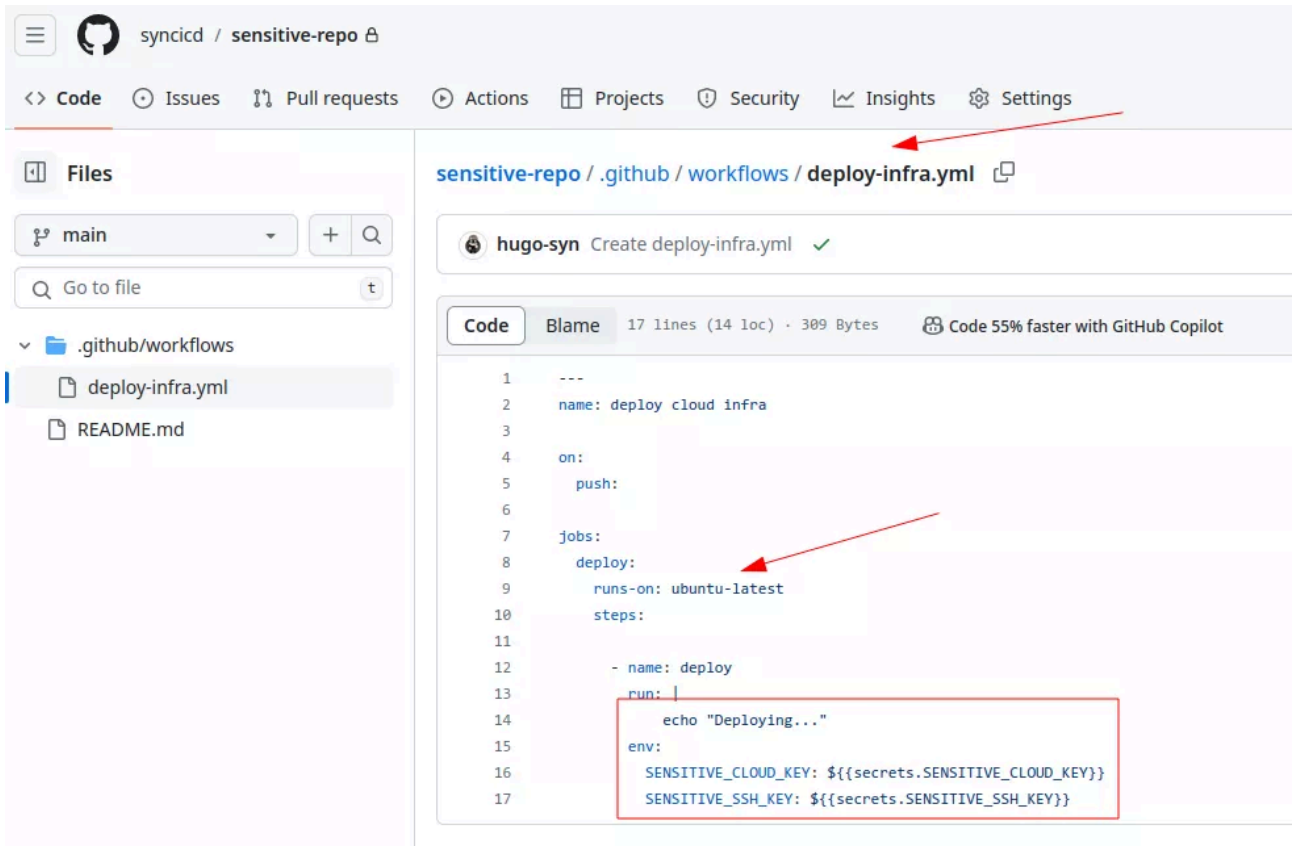 syncicd / sensitive-repo
Code Issues Pull requests Actions Projects Security Insights Settings
Files
main
Go to file t
.github/workflows
deploy-infra.yml
README.md
sensitive-repo / .github / workflows / deploy-infra.yml
hugo-syn Create deploy-infra.yml
Code Blame 17 lines (14 loc) · 309 Bytes Code 55% faster with GitHub Copilot
1 ---
2 name: deploy cloud infra
3
4 on:
5 push:
6
7 jobs:
8 deploy:
9 runs-on: ubuntu-latest
10 steps:
11
12 - name: deploy
13 run: |
14 echo "Deploying..."
15 env:
16 SENSITIVE_CLOUD_KEY: ${{secrets.SENSITIVE_CLOUD_KEY}}
17 SENSITIVE_SSH_KEY: ${{secrets.SENSITIVE_SSH_KEY}}